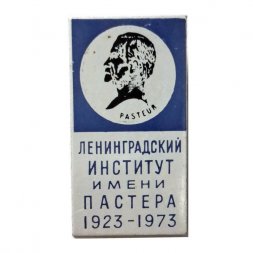 PASTEUR
ЛЕНИНГРАДСКИЙ
ИНСТИТУТ
ИМЕНИ
ПАСТЕРА
1923-1973